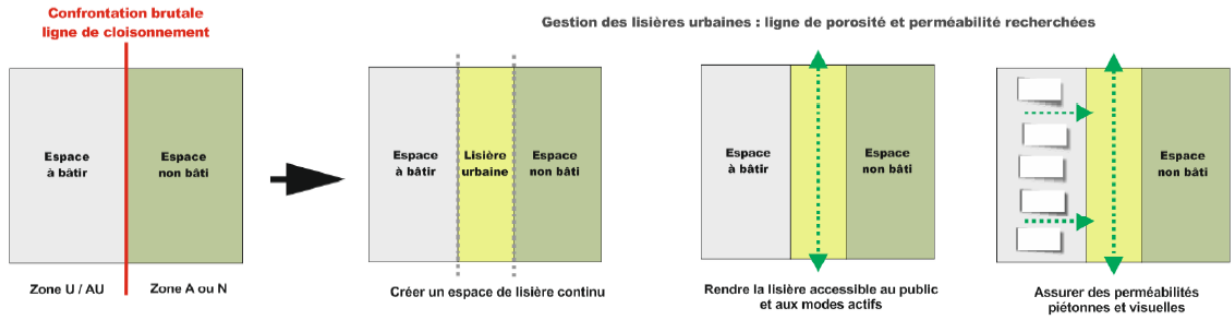 Confrontation brutale
ligne de cloisonnement
Gestion des lisières urbaines : ligne de porosité et perméabilité recherchées
Espace
à bâtir
Espace
non bâti
Zone U / AU
Zone A ou N
Espace
à bâtir
Lisière
urbaine
Espace
non bâti
Créer un espace de lisière continu
Espace
à bâtir
Espace
non bâti
Rendre la lisière accessible au public
et aux modes actifs
Espace
non bâti
Assurer des perméabilités
piétonnes et visuelles